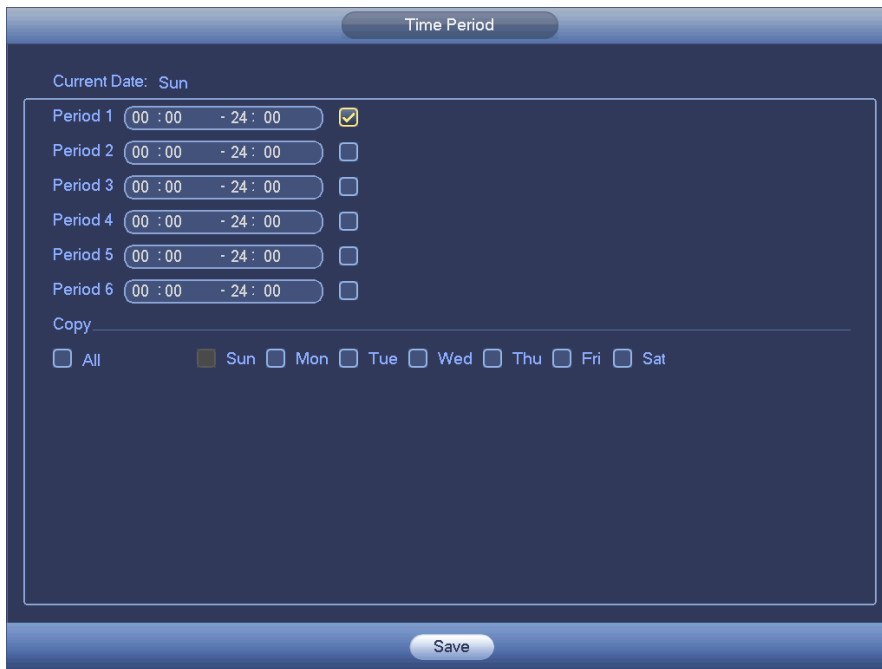 Time Period
Current Date: Sun
Period 1 00 :00 - 24: 00
Period 2 00 :00 - 24: 00
Period 3 00 :00 - 24: 00
Period 4 00 :00 - 24: 00
Period 5 00 :00 - 24: 00
Period 6 00 :00 - 24: 00
Copy
All Sun Mon Tue Wed Thu Fri Sat
Save